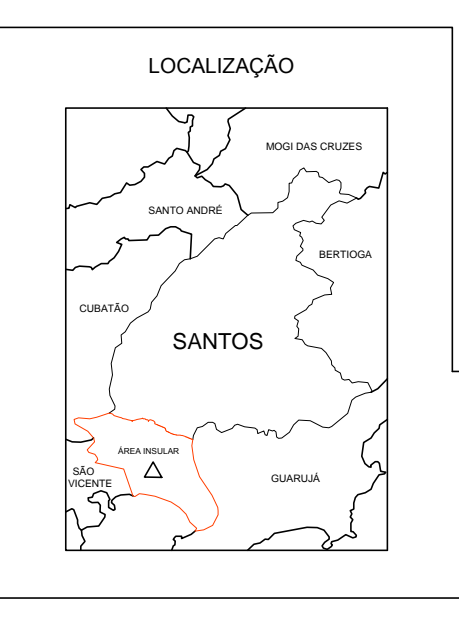 LOCALIZAÇÃO
MOGI DAS CRUZES
SANTO ANDRÉ
BERTIOGA
CUBATÃO
SANTOS
ÁREA INSULAR
SÃO
VICENTE
GUARUJÁ